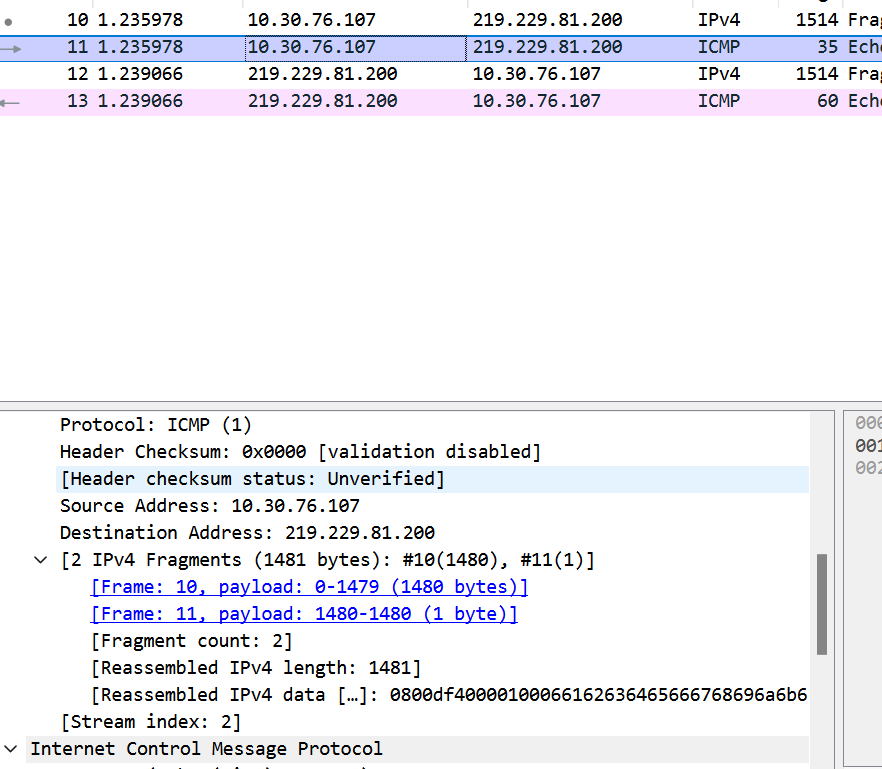 10 1.235978 10.30.76.107 219.229.81.200 IPv4 1514 Frag
11 1.235978 10.30.76.107 219.229.81.200 ICMP 35 Echo
12 1.239066 219.229.81.200 10.30.76.107 IPv4 1514 Frag
13 1.239066 219.229.81.200 10.30.76.107 ICMP 60 Echo
Protocol: ICMP (1)
Header Checksum: 0x0000 [validation disabled]
[Header checksum status: Unverified]
Source Address: 10.30.76.107
Destination Address: 219.229.81.200
[2 IPv4 Fragments (1481 bytes): #10(1480), #11(1)]
[Frame: 10, payload: 0-1479 (1480 bytes)]
[Frame: 11, payload: 1480-1480 (1 byte)]
[Fragment count: 2]
[Reassembled IPv4 length: 1481]
[Reassembled IPv4 data […]: 0800df40000100066162636465666768696a6b6
[Stream index: 2]
Internet Control Message Protocol
000
001
002